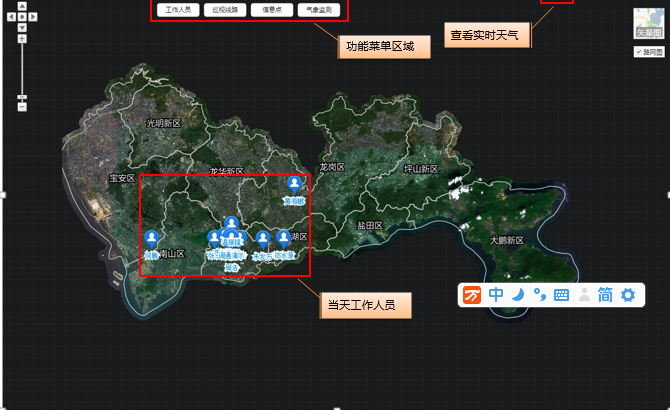 工作人员 巡视线路 信息点 气象监测
功能菜单区域
查看实时天气
矢量图
路网图
光明新区
宝安区
龙华新区
龙岗区
坪山新区
盐田区
湖区
南山区
大鹏新区
当天工作人员
中 简